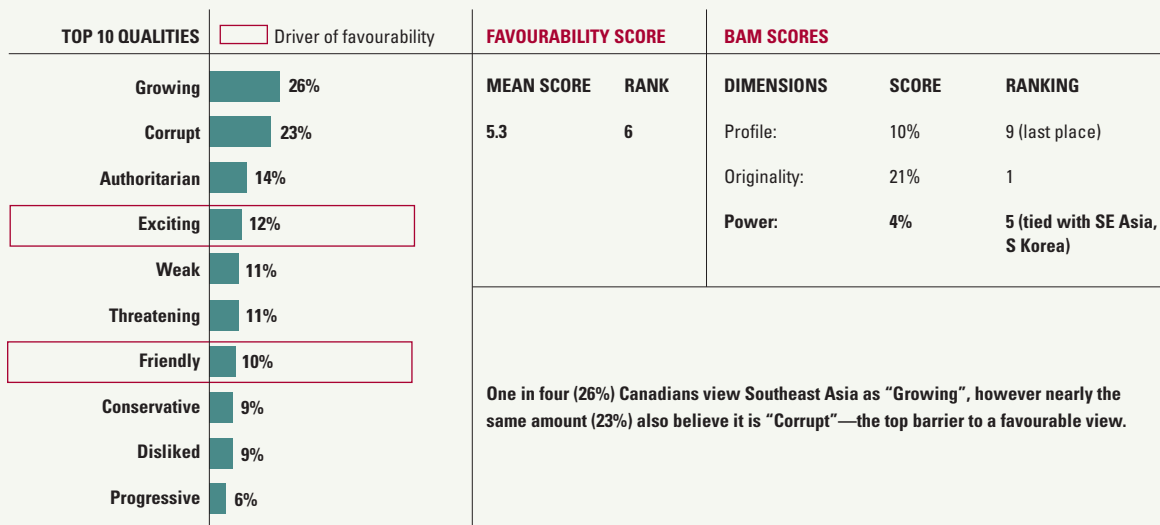 TOP 10 QUALITIES
Driver of favourability
Growing 26%
Corrupt 23%
Authoritarian 14%
Exciting 12%
Weak 11%
Threatening 11%
Friendly 10%
Conservative 9%
Disliked 9%
Progressive 6%
FAVOURABILITY SCORE
MEAN SCORE RANK
5.3 6
BAM SCORES
DIMENSIONS SCORE RANKING
Profile: 10% 9 (last place)
Originality: 21% 1
Power: 4% 5 (tied with SE Asia,
S Korea)
One in four (26%) Canadians view Southeast Asia as “Growing”, however nearly the
same amount (23%) also believe it is “Corrupt”—the top barrier to a favourable view.